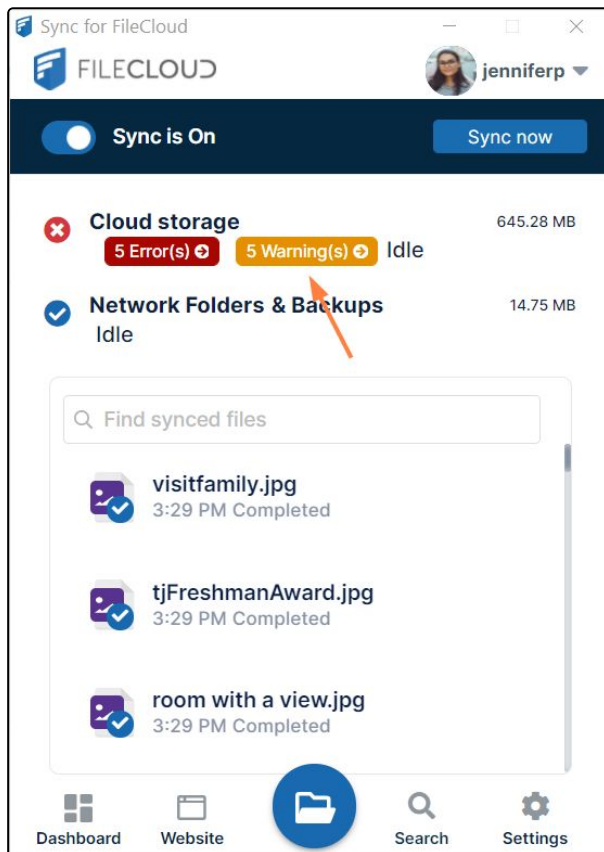 Sync for FileCloud
FILECLOUD
jenniferp
Sync is On
Sync now
Cloud storage
645.28 MB
5 Error(s)
5 Warning(s)
Idle
Network Folders & Backups
14.75 MB
Idle
Find synced files
visitfamily.jpg
3:29 PM Completed
tjFreshmanAward.jpg
3:29 PM Completed
room with a view.jpg
3:29 PM Completed
Dashboard
Website
Search
Settings